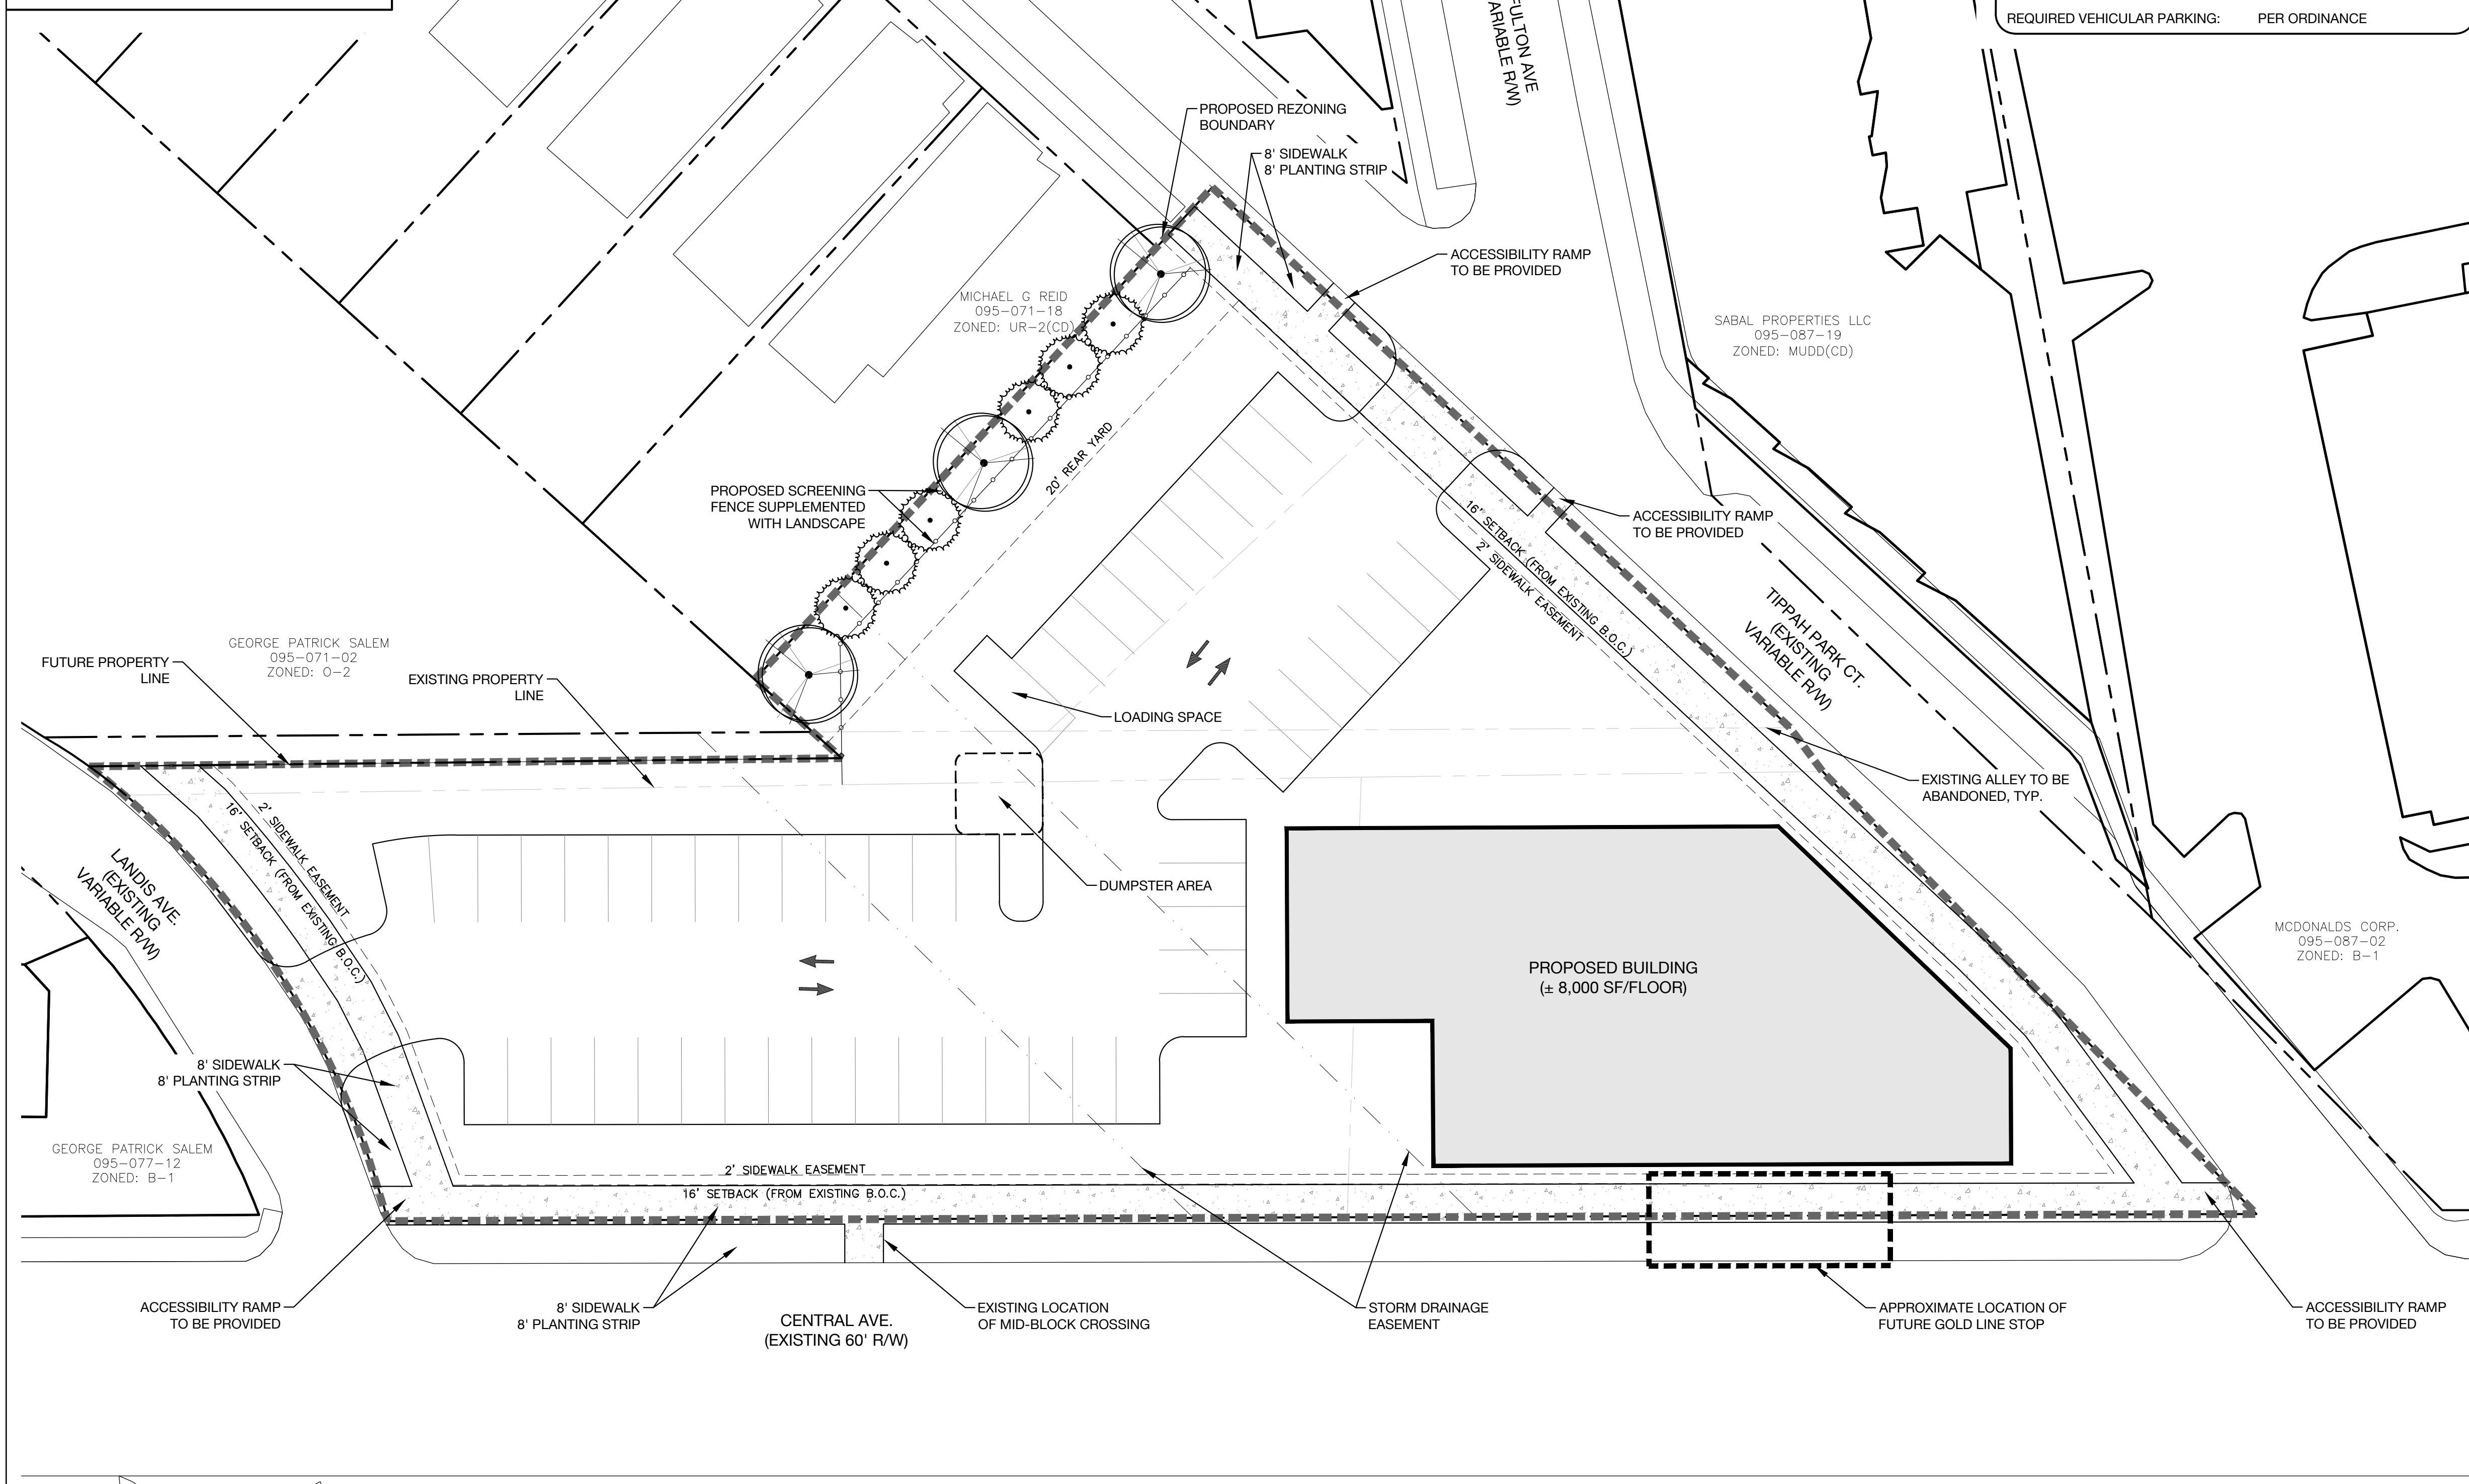 REQUIRED VEHICULAR PARKING: PER ORDINANCE
FULTON AVE
VARIABLE R/W)
PROPOSED REZONING
BOUNDARY
8' SIDEWALK
8' PLANTING STRIP
ACCESSIBILITY RAMP
TO BE PROVIDED
MICHAEL G REID
095-071-18
ZONED: UR-2(CD)
SABAL PROPERTIES LLC
095-087-19
ZONED: MUDD(CD)
20' REAR YARD
PROPOSED SCREENING
FENCE SUPPLEMENTED
WITH LANDSCAPE
16' SETBACK (FROM EXISTING B.O.C.)
2' SIDEWALK EASEMENT
ACCESSIBILITY RAMP
TO BE PROVIDED
TIPPAH PARK CT.
(EXISTING
VARIABLE R/W)
GEORGE PATRICK SALEM
095-071-02
ZONED: O-2
FUTURE PROPERTY
LINE
EXISTING PROPERTY
LINE
LOADING SPACE
EXISTING ALLEY TO BE
ABANDONED, TYP.
2' SIDEWALK EASEMENT
16' SETBACK (FROM EXISTING B.O.C.)
LANDIS AVE.
(EXISTING
VARIABLE R/W)
DUMPSTER AREA
PROPOSED BUILDING
(± 8,000 SF/FLOOR)
MCDONALDS CORP.
095-087-02
ZONED: B-1
8' SIDEWALK
8' PLANTING STRIP
GEORGE PATRICK SALEM
095-077-12
ZONED: B-1
2' SIDEWALK EASEMENT
16' SETBACK (FROM EXISTING B.O.C.)
ACCESSIBILITY RAMP
TO BE PROVIDED
8' SIDEWALK
8' PLANTING STRIP
CENTRAL AVE.
(EXISTING 60' R/W)
EXISTING LOCATION
OF MID-BLOCK CROSSING
STORM DRAINAGE
EASEMENT
APPROXIMATE LOCATION OF
FUTURE GOLD LINE STOP
ACCESSIBILITY RAMP
TO BE PROVIDED